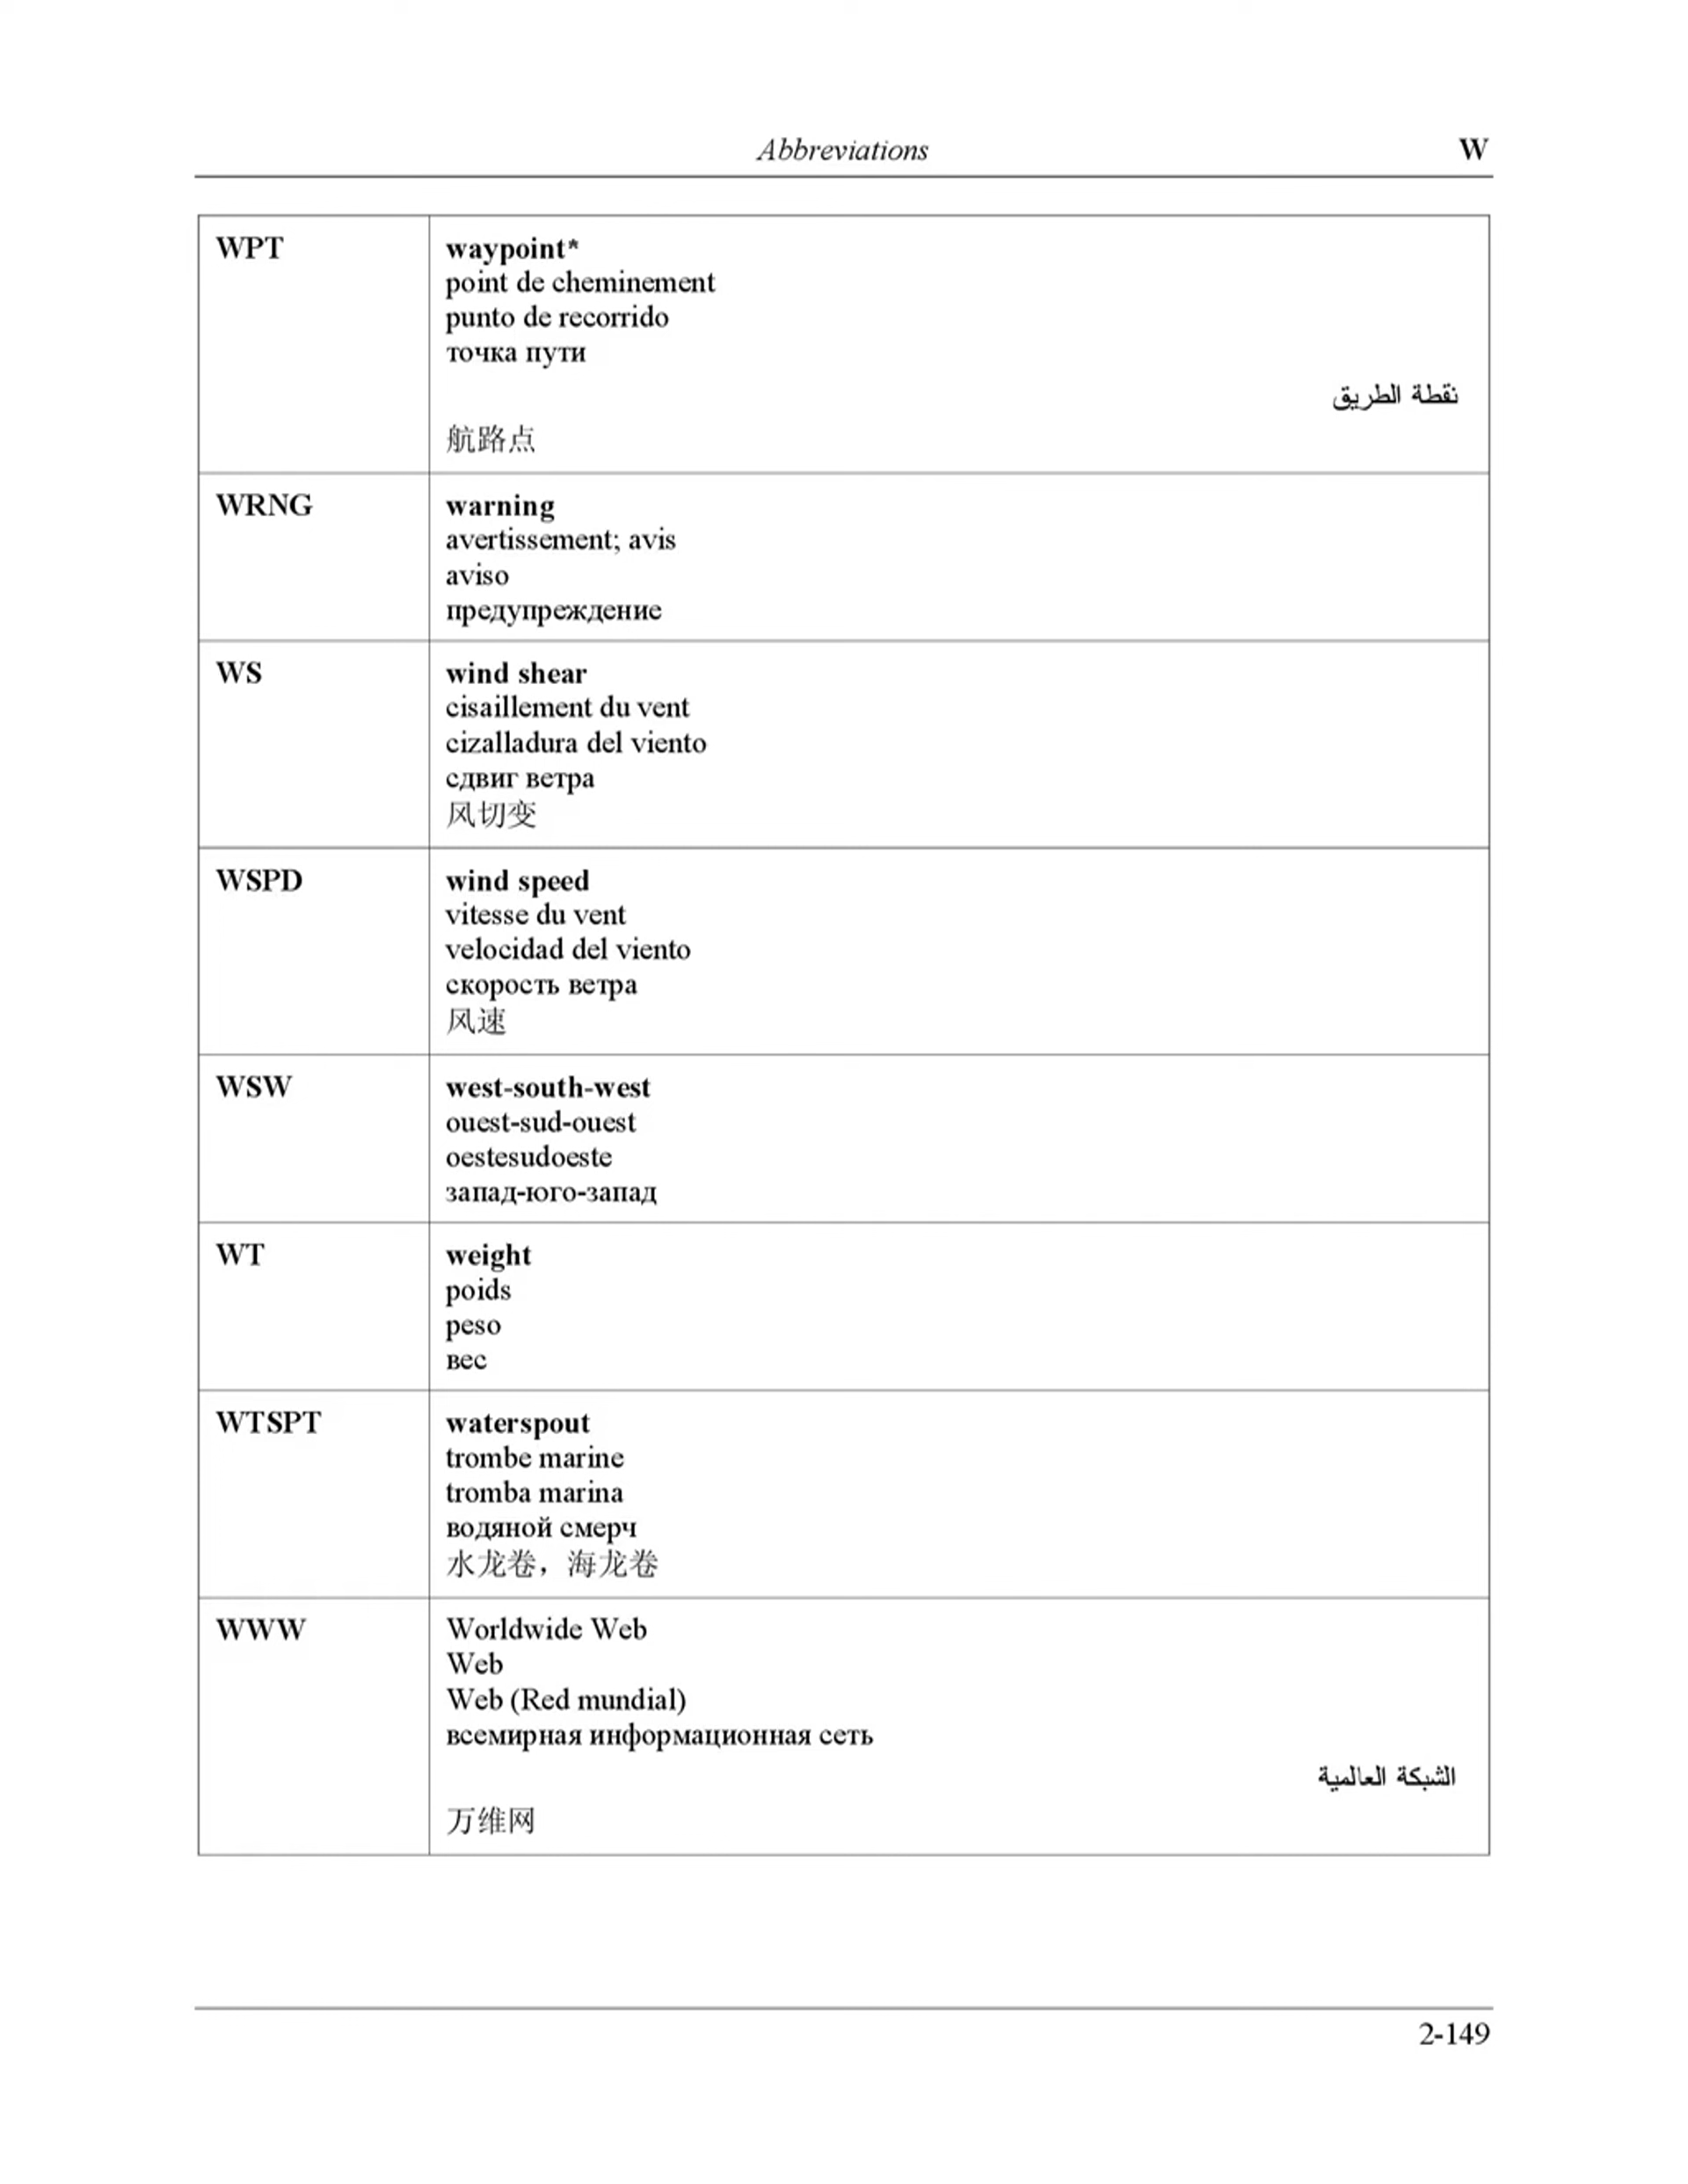 Abbreviations W
WPT
waypoint*
point de cheminement
punto de recorrido
точка пути
نقطة الطريق
航路点
WRNG
warning
avertissement; avis
aviso
предупреждение
WS
wind shear
cisaillement du vent
cizalladura del viento
сдвиг ветра
风切变
WSPD
wind speed
vitesse du vent
velocidad del viento
скорость ветра
风速
WSW
west-south-west
ouest-sud-ouest
oestesudoeste
запад-юго-запад
WT
weight
poids
peso
вес
WTSPT
waterspout
trombe marine
tromba marina
водяной смерч
水龙卷，海龙卷
WWW
Worldwide Web
Web
Web (Red mundial)
всемирная информационная сеть
الشبكة العالمية
万维网
2-149